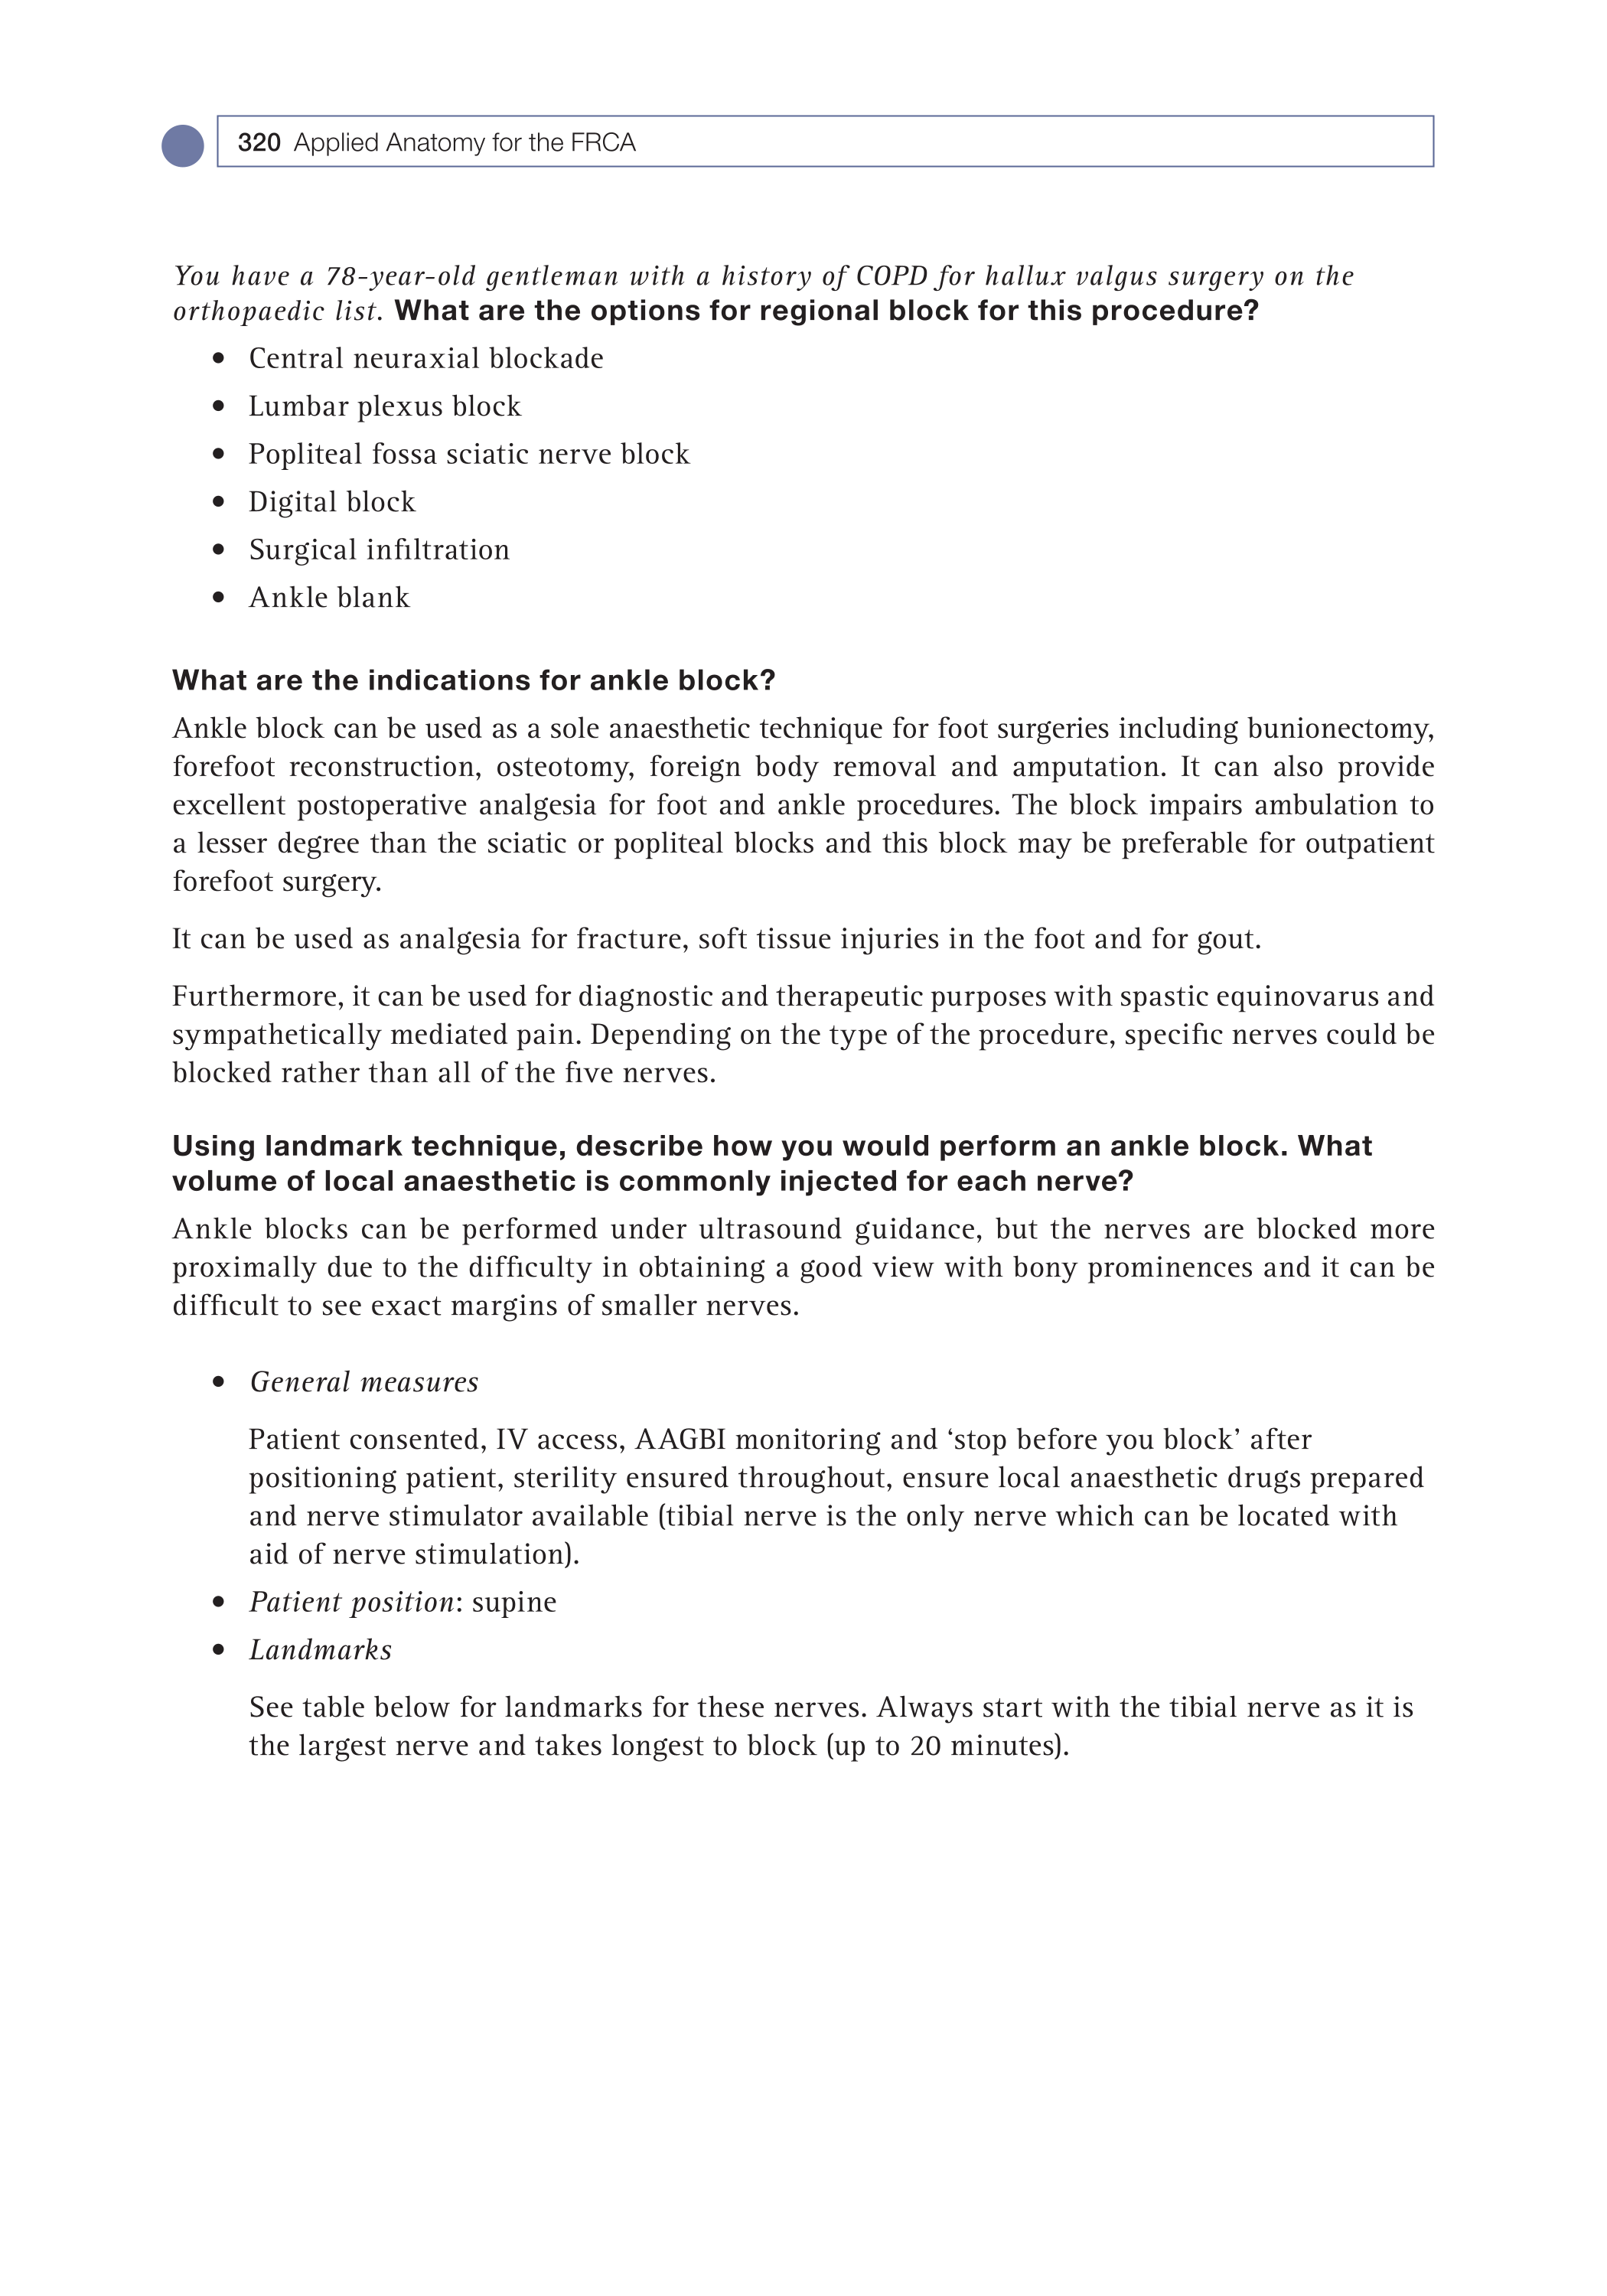 320 Applied Anatomy for the FRCA
You have a 78-year-old gentleman with a history of COPD for hallux valgus surgery on the
orthopaedic list. What are the options for regional block for this procedure?
• Central neuraxial blockade
• Lumbar plexus block
• Popliteal fossa sciatic nerve block
• Digital block
• Surgical infiltration
• Ankle blank
What are the indications for ankle block?
Ankle block can be used as a sole anaesthetic technique for foot surgeries including bunionectomy,
forefoot reconstruction, osteotomy, foreign body removal and amputation. It can also provide
excellent postoperative analgesia for foot and ankle procedures. The block impairs ambulation to
a lesser degree than the sciatic or popliteal blocks and this block may be preferable for outpatient
forefoot surgery.
It can be used as analgesia for fracture, soft tissue injuries in the foot and for gout.
Furthermore, it can be used for diagnostic and therapeutic purposes with spastic equinovarus and
sympathetically mediated pain. Depending on the type of the procedure, specific nerves could be
blocked rather than all of the five nerves.
Using landmark technique, describe how you would perform an ankle block. What
volume of local anaesthetic is commonly injected for each nerve?
Ankle blocks can be performed under ultrasound guidance, but the nerves are blocked more
proximally due to the difficulty in obtaining a good view with bony prominences and it can be
difficult to see exact margins of smaller nerves.
• General measures
Patient consented, IV access, AAGBI monitoring and ‘stop before you block’ after
positioning patient, sterility ensured throughout, ensure local anaesthetic drugs prepared
and nerve stimulator available (tibial nerve is the only nerve which can be located with
aid of nerve stimulation).
• Patient position: supine
• Landmarks
See table below for landmarks for these nerves. Always start with the tibial nerve as it is
the largest nerve and takes longest to block (up to 20 minutes).